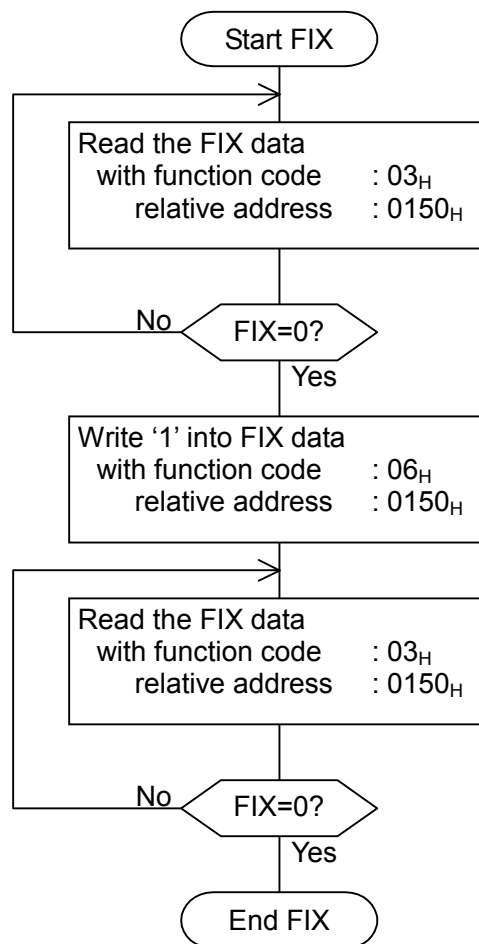 Start FIX
Read the FIX data
with function code : 03H
relative address : 0150H
No
FIX=0?
Yes
Write ‘1’ into FIX data
with function code : 06H
relative address : 0150H
Read the FIX data
with function code : 03H
relative address : 0150H
No
FIX=0?
Yes
End FIX